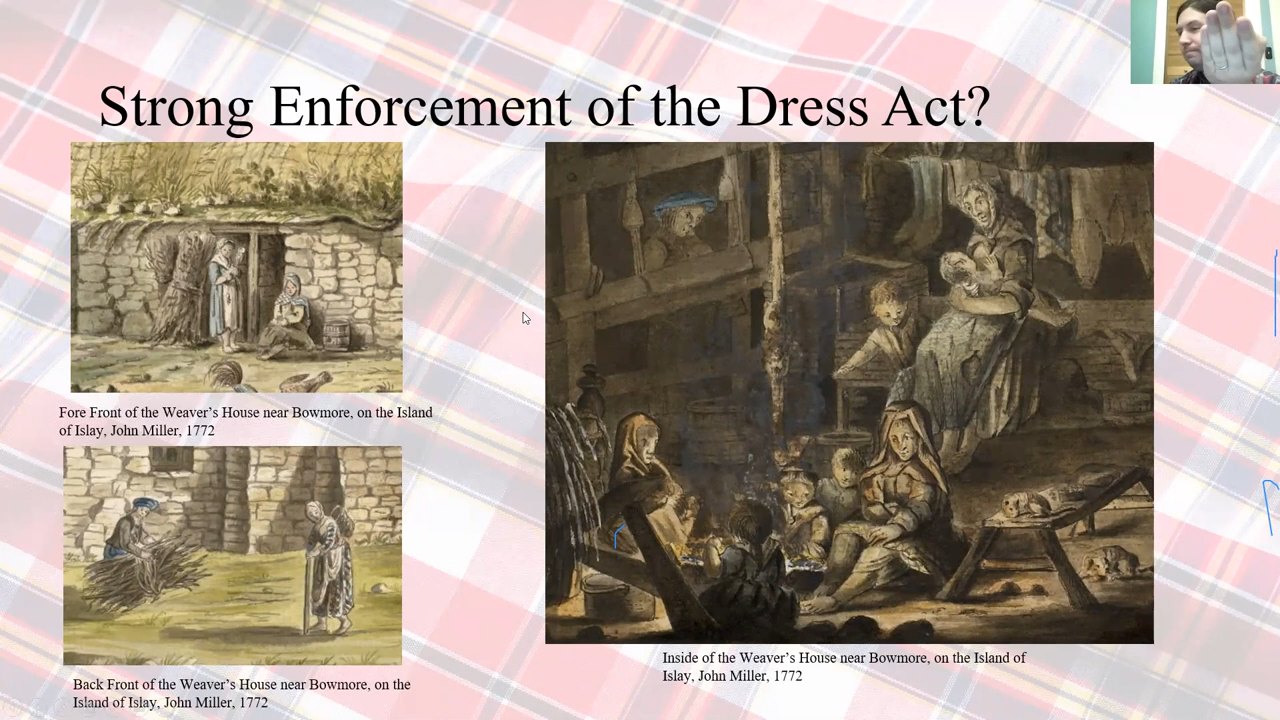 Strong Enforcement of the Dress Act?
Fore Front of the Weaver’s House near Bowmore, on the Island
of Islay, John Miller, 1772
Back Front of the Weaver’s House near Bowmore, on the
Island of Islay, John Miller, 1772
Inside of the Weaver’s House near Bowmore, on the Island of
Islay, John Miller, 1772